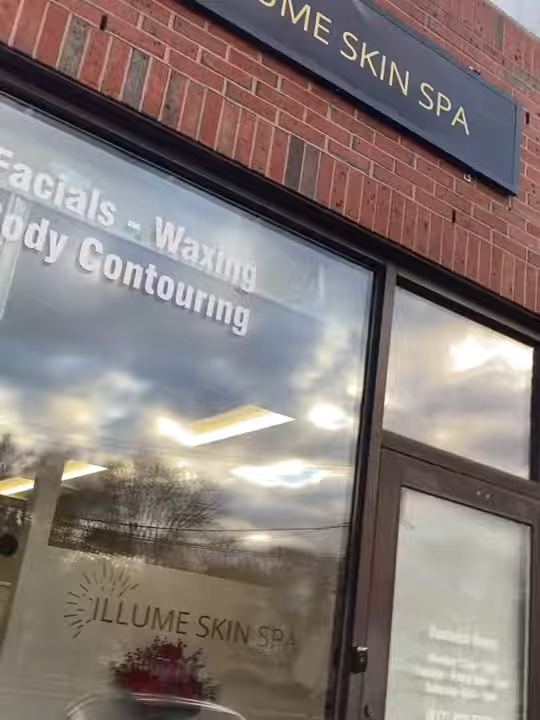 UME SKIN SPA
Facials - Waxing
ody Contouring
ILLUME SKIN SPA
Business Hours